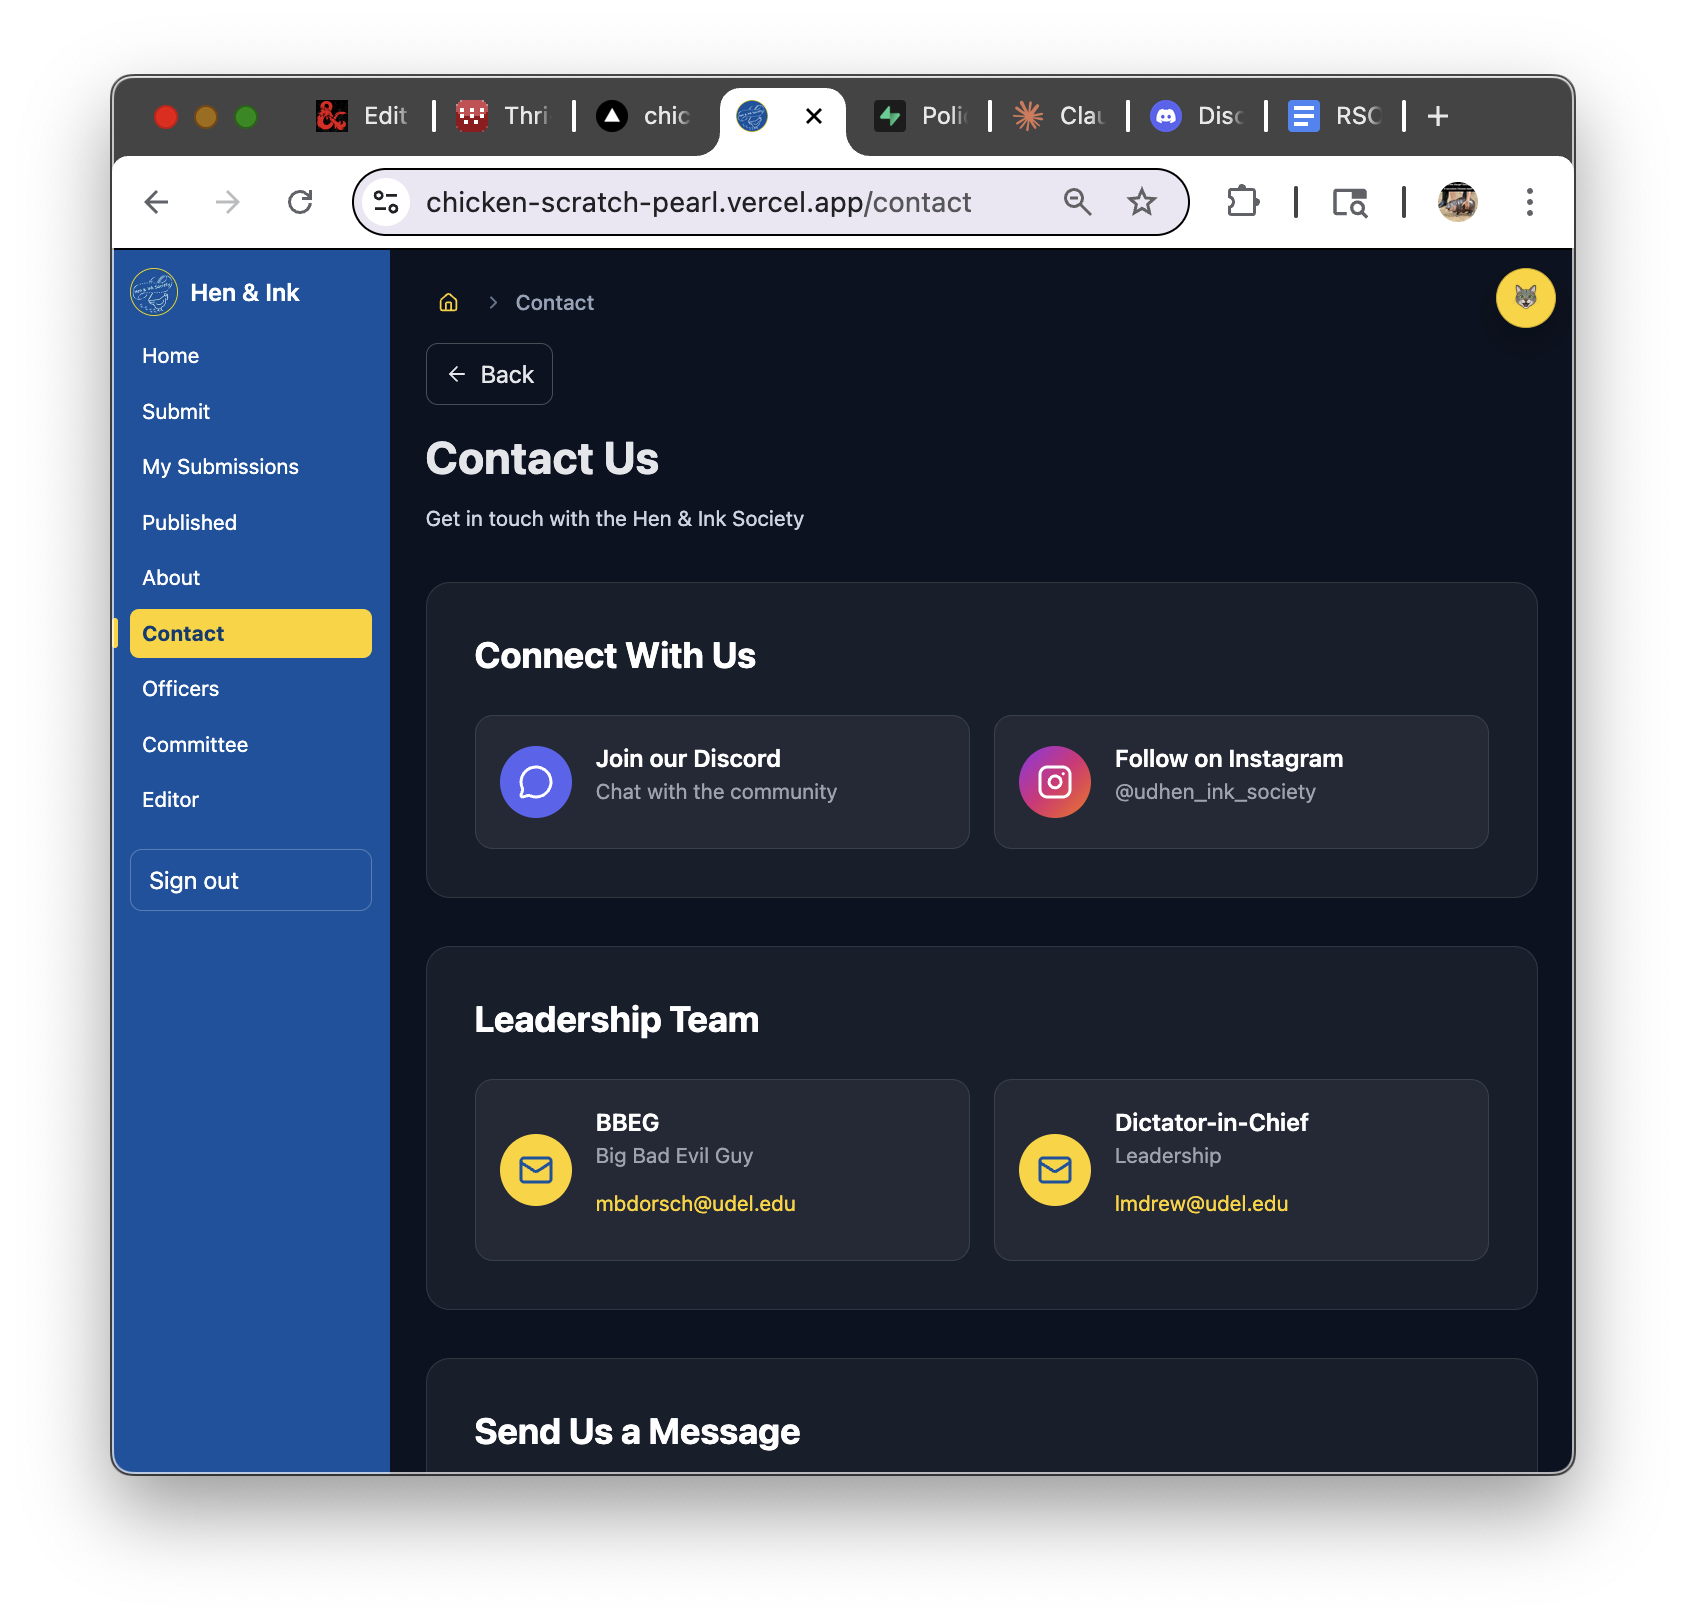 Edit
Thri
chic
Poli
Cla
Disc
RSC
chicken-scratch-pearl.vercel.app/contact
Hen & Ink
Home
Submit
My Submissions
Published
About
Contact
Officers
Committee
Editor
Sign out
Contact
Back
Contact Us
Get in touch with the Hen & Ink Society
Connect With Us
Join our Discord
Chat with the community
Follow on Instagram
@udhen_ink_society
Leadership Team
BBEG
Big Bad Evil Guy
mbdorsch@udel.edu
Dictator-in-Chief
Leadership
lmdrew@udel.edu
Send Us a Message